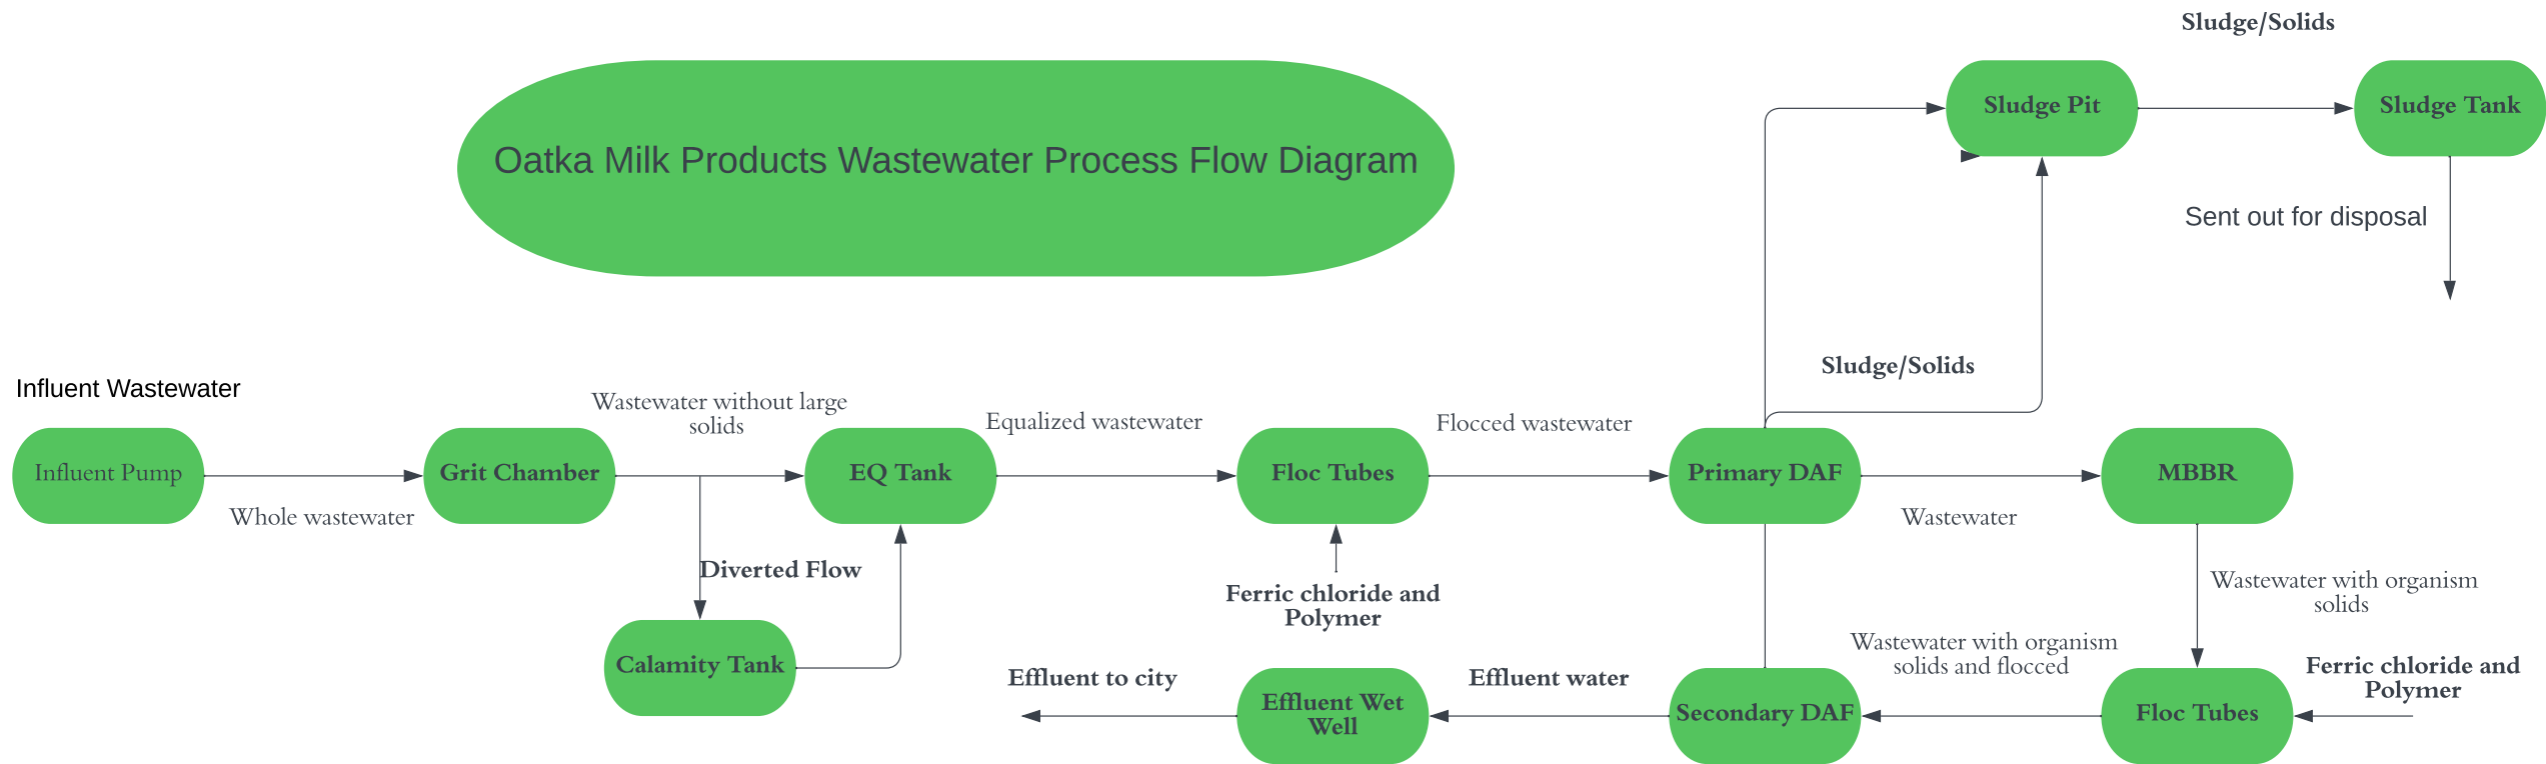 Sludge/Solids
Oatka Milk Products Wastewater Process Flow Diagram
Sludge Pit
Sludge Tank
Sent out for disposal
Sludge/Solids
Influent Wastewater
Wastewater without large
solids
Equalized wastewater
Flocced wastewater
Influent Pump
Grit Chamber
EQ Tank
Floc Tubes
Primary DAF
MBBR
Whole wastewater
Wastewater
Diverted Flow
Ferric chloride and
Polymer
Wastewater with organism
solids
Calamity Tank
Effluent to city
Effluent Wet
Well
Effluent water
Secondary DAF
Wastewater with organism
solids and flocced
Floc Tubes
Ferric chloride and
Polymer